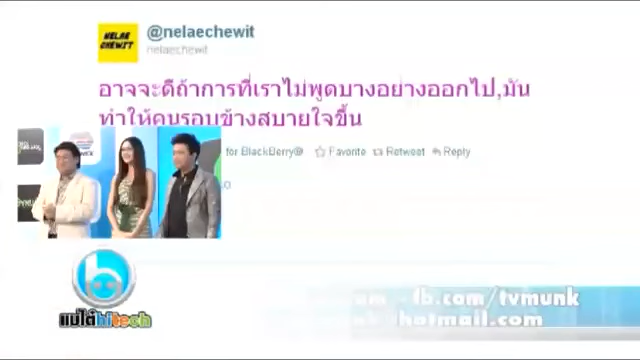 NELAE
CHEWIT
@nelaechewit
nelaechewit
อาจจะดีถ้าการที่เราไม่พูดบางอย่างออกไป,มัน
ทำให้คนรอบข้างสบายใจขึ้น
for BlackBerry® Favorite Retweet Reply
แบไต๋hitech
fb.com/tvmunk
hotmail.com